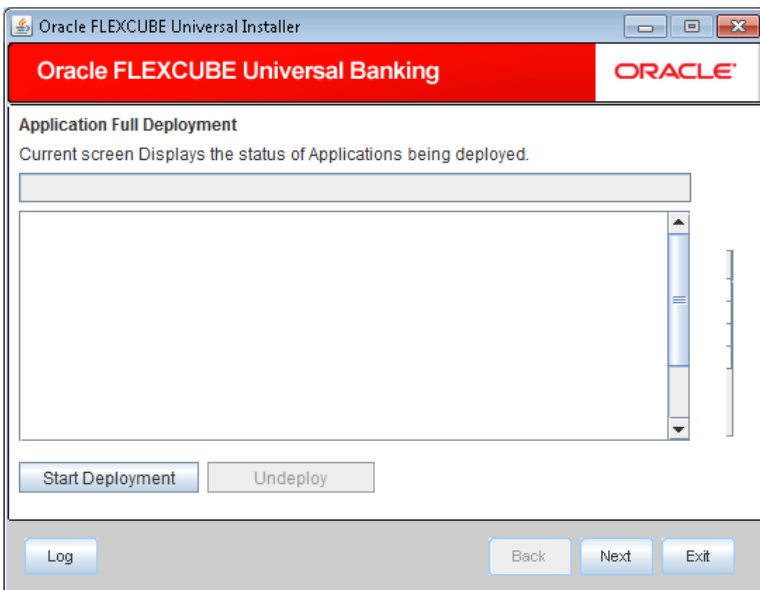 Oracle FLEXCUBE Universal Installer
Oracle FLEXCUBE Universal Banking
ORACLE
Application Full Deployment
Current screen Displays the status of Applications being deployed.
Start Deployment
Undeploy
Log
Back
Next
Exit